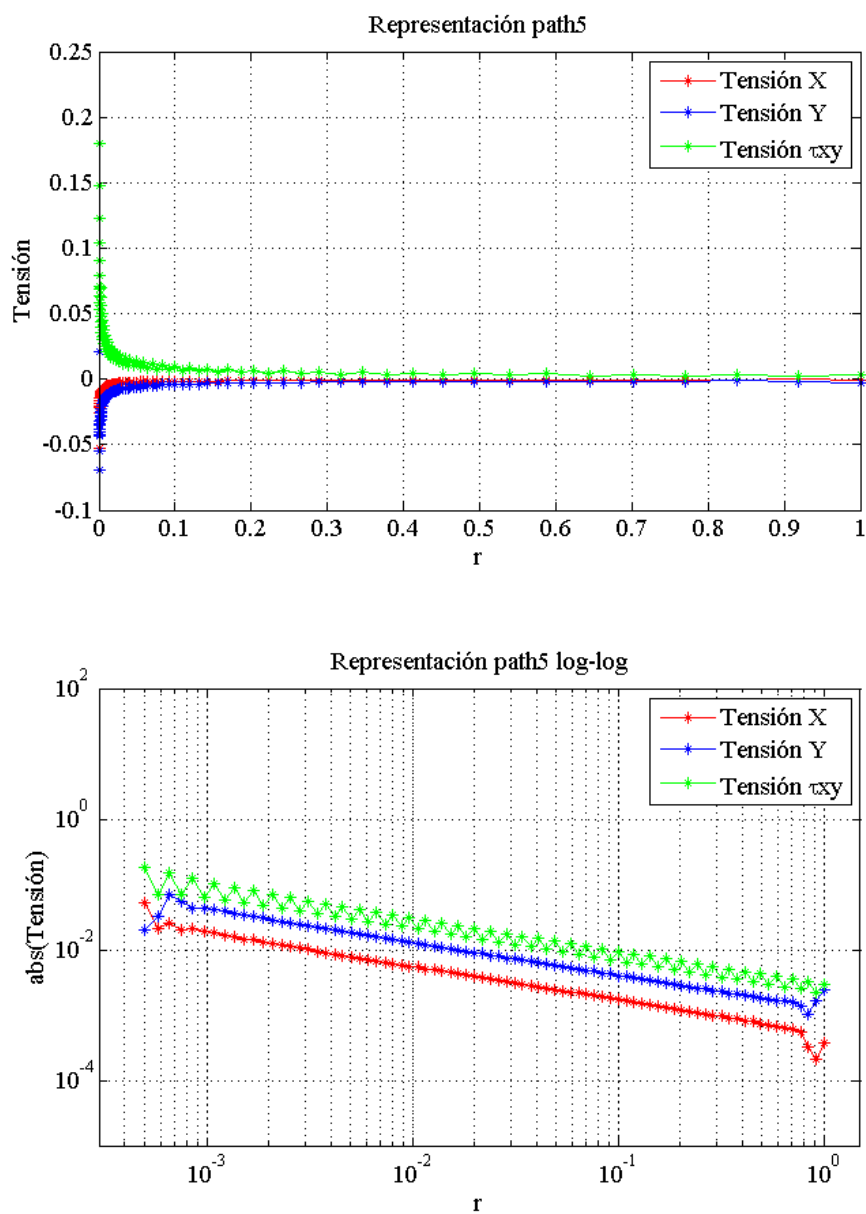 Representación path5
0.25
0.2
0.15
0.1
0.05
0
-0.05
-0.1
Tensión
Tensión X
Tensión Y
Tensión τxy
0 0.1 0.2 0.3 0.4 0.5 0.6 0.7 0.8 0.9 1
r
Representación path5 log-log
10^2
10^0
10^-2
10^-4
abs(Tensión)
Tensión X
Tensión Y
Tensión τxy
10^-3 10^-2 10^-1 10^0
r